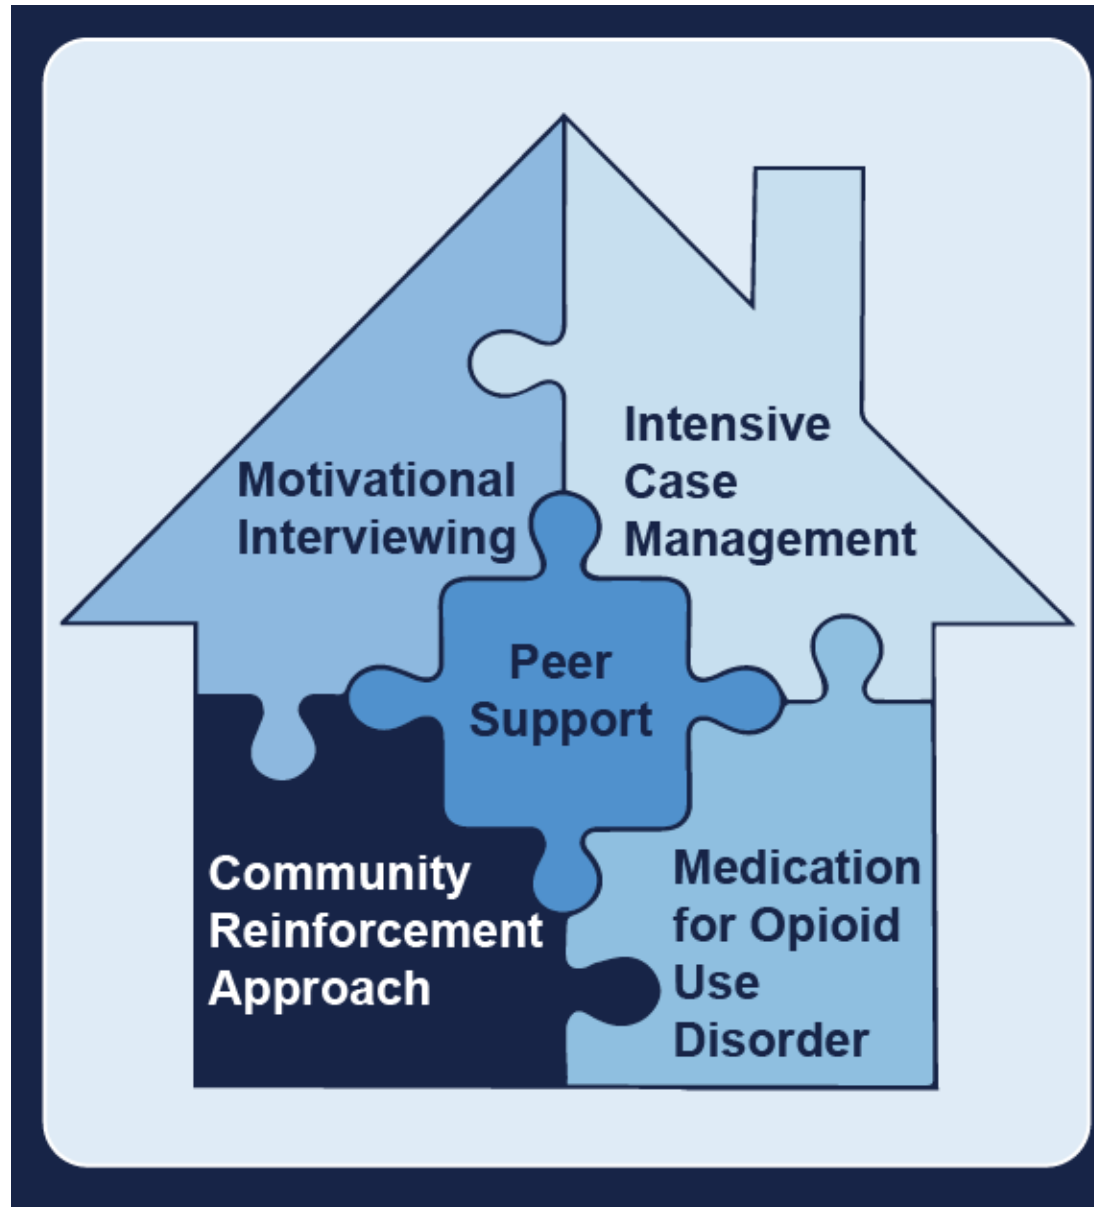 Motivational
Interviewing
Intensive
Case
Management
Peer
Support
Community
Reinforcement
Approach
Medication
for Opioid
Use
Disorder